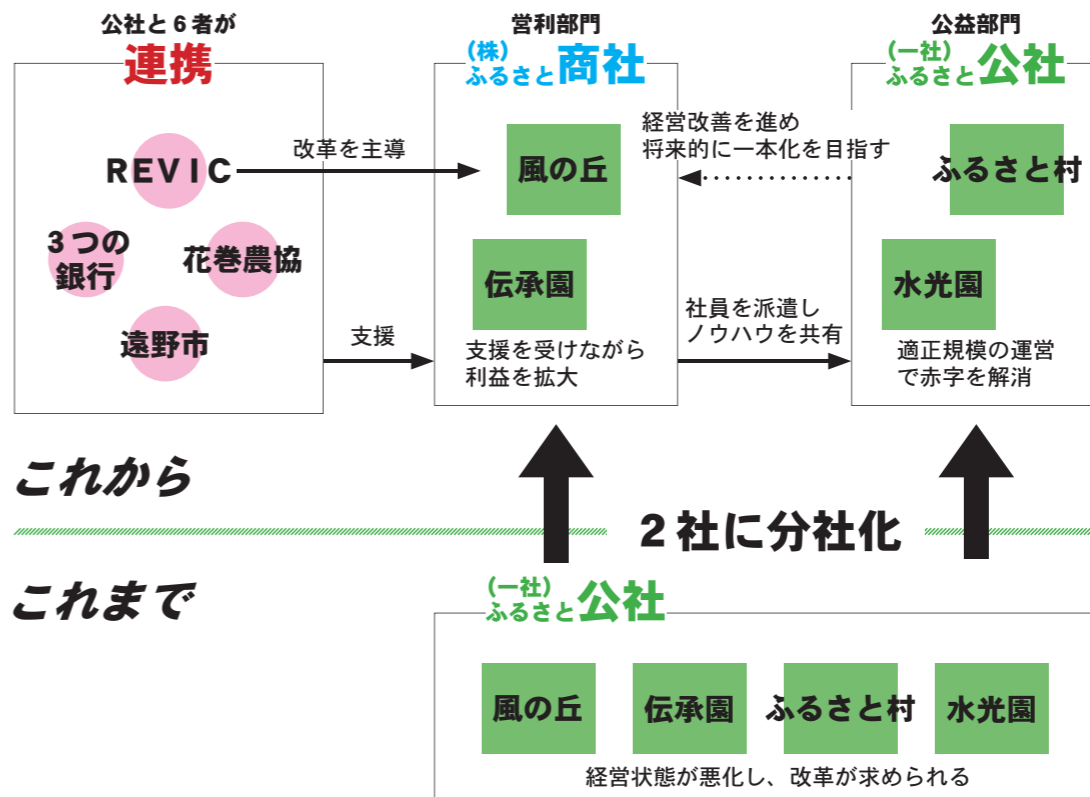 公社と6者が
連携
REVIC
3つの
銀行
花巻農協
遠野市
改革を主導
支援
営利部門
(株)
ふるさと商社
風の丘
伝承園
支援を受けながら
利益を拡大
経営改善を進め
将来的に一本化を目指す
社員を派遣し
ノウハウを共有
公益部門
(一社)
ふるさと公社
ふるさと村
水光園
適正規模の運営
で赤字を解消
これから
2社に分社化
これまで
(一社)
ふるさと公社
風の丘
伝承園
ふるさと村
水光園
経営状態が悪化し、改革が求められる